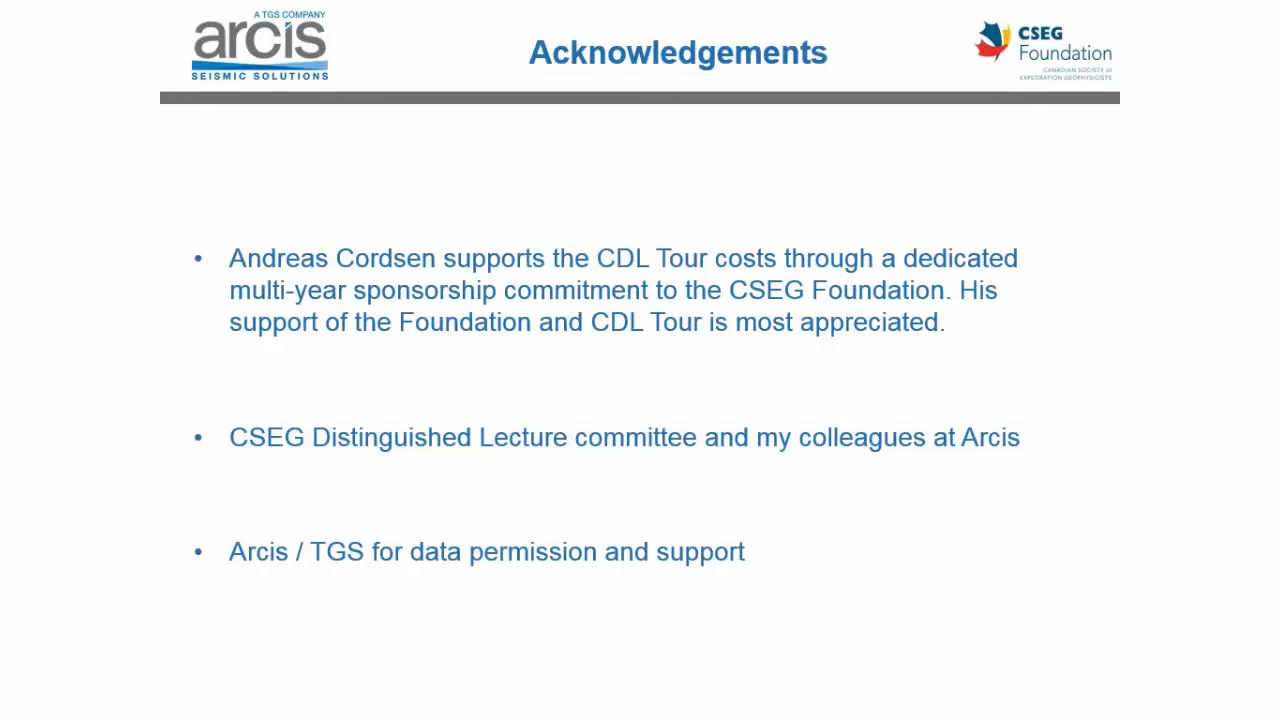 A TGS COMPANY
arcis
SEISMIC SOLUTIONS
Acknowledgements
CSEG
Foundation
CANADIAN SOCIETY of
EXPLORATION GEOPHYSICISTS
• Andreas Cordsen supports the CDL Tour costs through a dedicated
multi-year sponsorship commitment to the CSEG Foundation. His
support of the Foundation and CDL Tour is most appreciated.
• CSEG Distinguished Lecture committee and my colleagues at Arcis
• Arcis / TGS for data permission and support